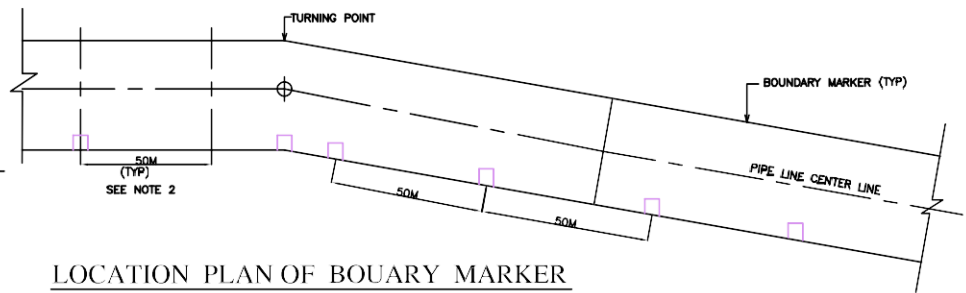 TURNING POINT
BOUNDARY MARKER (TYP)
PIPE LINE CENTER LINE
50M
(TYP)
SEE NOTE 2
50M
50M
LOCATION PLAN OF BOUARY MARKER